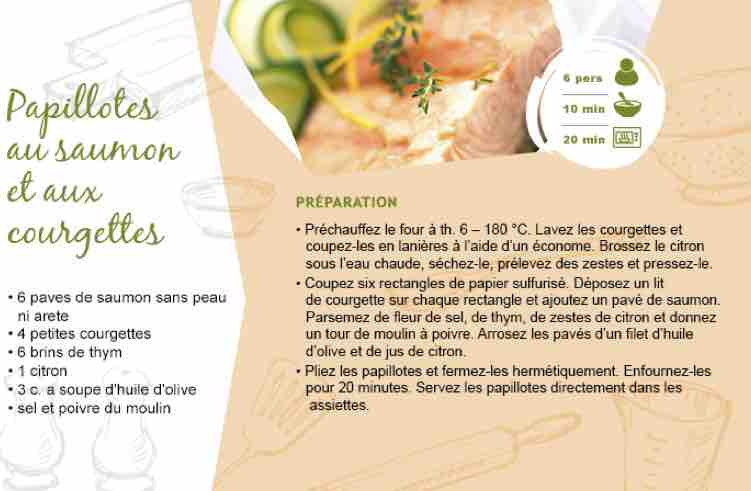 Papillotes
au saumon
et aux
courgettes
• 6 paves de saumon sans peau
ni arete
• 4 petites courgettes
• 6 brins de thym
• 1 citron
• 3 c. a soupe d'huile d'olive
• sel et poivre du moulin
6 pers
10 min
20 min
PRÉPARATION
• Préchauffez le four à th. 6 – 180 °C. Lavez les courgettes et
coupez-les en lanières à l'aide d'un économe. Brossez le citron
sous l'eau chaude, séchez-le, prélevez des zestes et pressez-le.
• Coupez six rectangles de papier sulfurisé. Déposez un lit
de courgette sur chaque rectangle et ajoutez un pavé de saumon.
Parsemez de fleur de sel, de thym, de zestes de citron et donnez
un tour de moulin à poivre. Arrosez les pavés d'un filet d'huile
d'olive et de jus de citron.
• Pliez les papillotes et fermez-les hermétiquement. Enfournez-les
pour 20 minutes. Servez les papillotes directement dans les
assiettes.